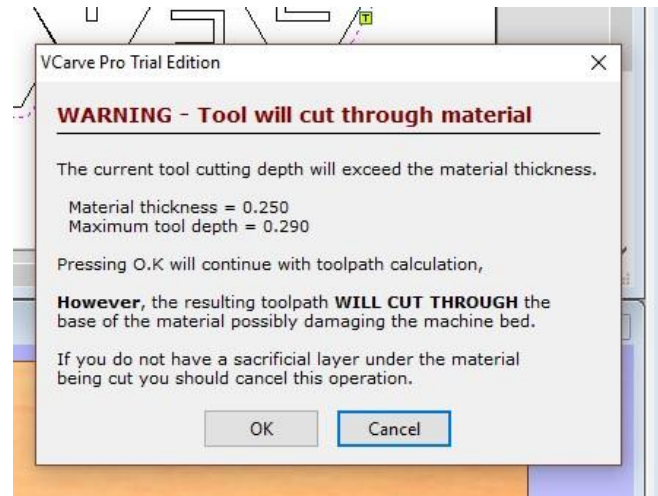 T
VCarve Pro Trial Edition
WARNING - Tool will cut through material
The current tool cutting depth will exceed the material thickness.
Material thickness = 0.250
Maximum tool depth = 0.290
Pressing O.K will continue with toolpath calculation,
However, the resulting toolpath WILL CUT THROUGH the
base of the material possibly damaging the machine bed.
If you do not have a sacrificial layer under the material
being cut you should cancel this operation.
OK Cancel